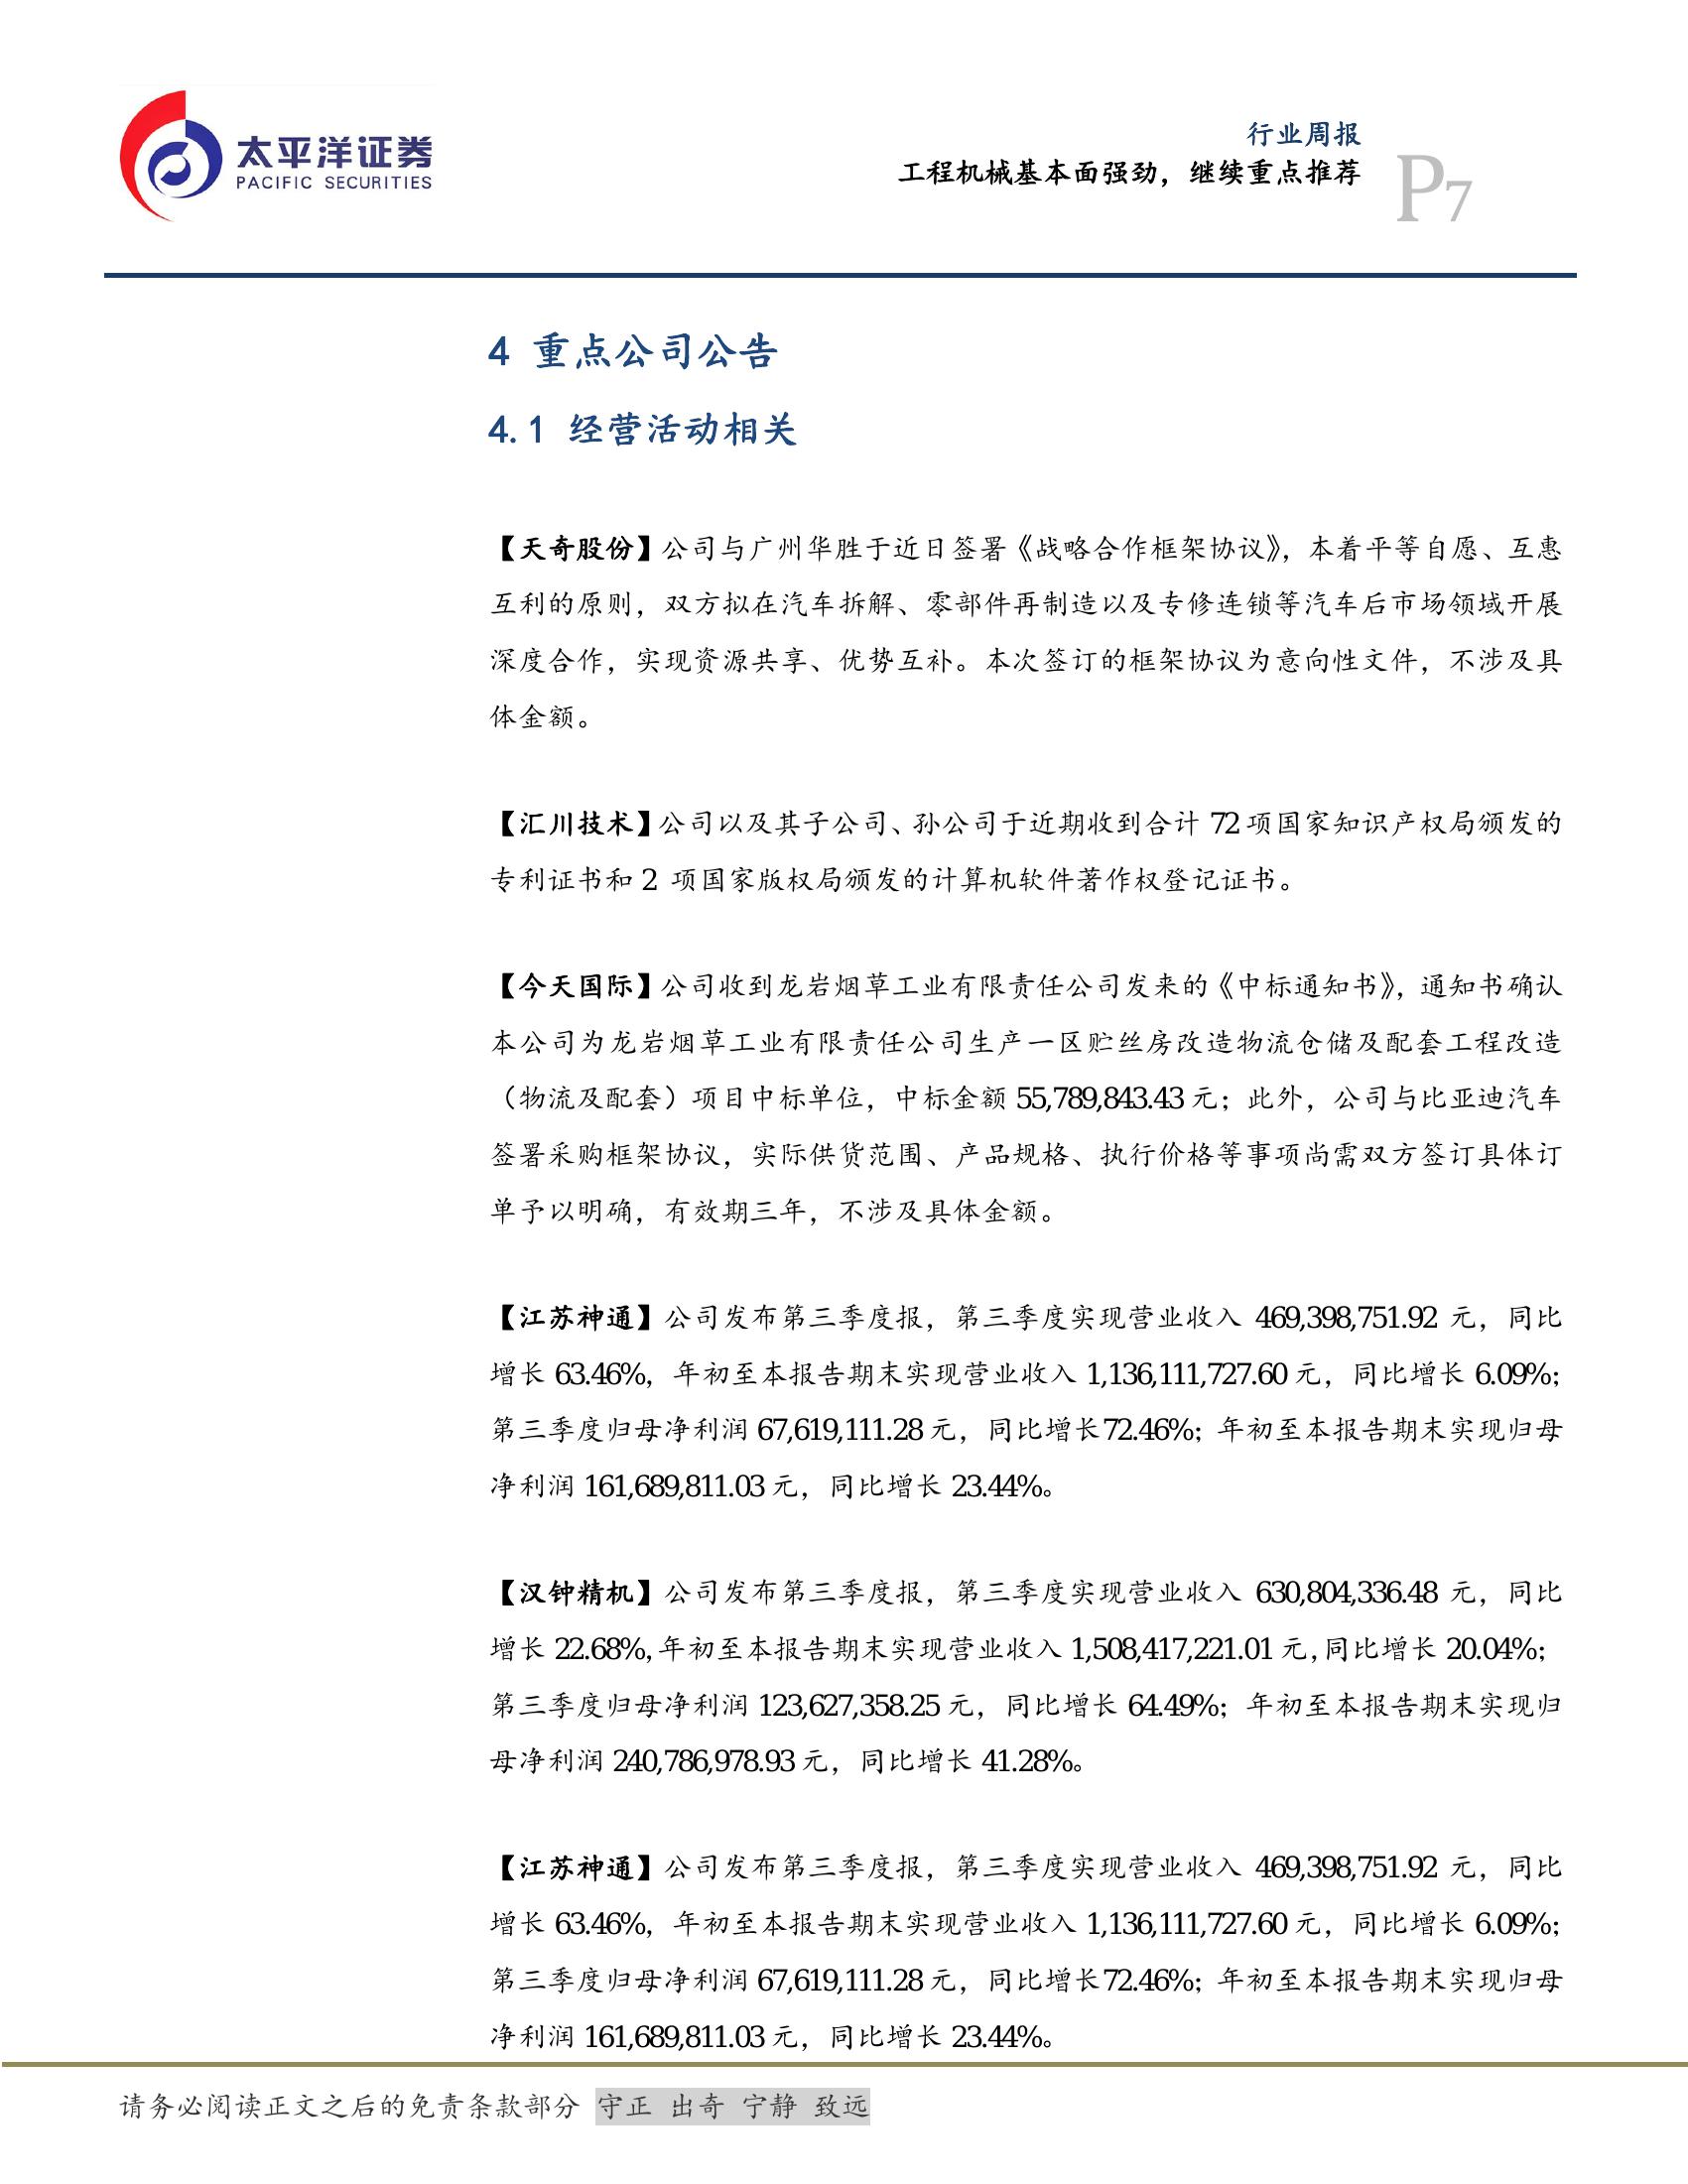 太平洋证券
PACIFIC SECURITIES
行业周报
工程机械基本面强劲，继续重点推荐
P7
4 重点公司公告
4.1 经营活动相关
【天奇股份】公司与广州华胜于近日签署《战略合作框架协议》，本着平等自愿、互惠
互利的原则，双方拟在汽车拆解、零部件再制造以及专修连锁等汽车后市场领域开展
深度合作，实现资源共享、优势互补。本次签订的框架协议为意向性文件，不涉及具
体金额。
【汇川技术】公司以及其子公司、孙公司于近期收到合计 72 项国家知识产权局颁发的
专利证书和 2 项国家版权局颁发的计算机软件著作权登记证书。
【今天国际】公司收到龙岩烟草工业有限责任公司发来的《中标通知书》，通知书确认
本公司为龙岩烟草工业有限责任公司生产一区贮丝房改造物流仓储及配套工程改造
（物流及配套）项目中标单位，中标金额 55,789,843.43 元；此外，公司与比亚迪汽车
签署采购框架协议，实际供货范围、产品规格、执行价格等事项尚需双方签订具体订
单予以明确，有效期三年，不涉及具体金额。
【江苏神通】公司发布第三季度报，第三季度实现营业收入 469,398,751.92 元，同比
增长 63.46%，年初至本报告期末实现营业收入 1,136,111,727.60 元，同比增长 6.09%；
第三季度归母净利润 67,619,111.28 元，同比增长72.46%；年初至本报告期末实现归母
净利润 161,689,811.03 元，同比增长 23.44%。
【汉钟精机】公司发布第三季度报，第三季度实现营业收入 630,804,336.48 元，同比
增长 22.68%，年初至本报告期末实现营业收入 1,508,417,221.01 元，同比增长 20.04%；
第三季度归母净利润 123,627,358.25 元，同比增长 64.49%；年初至本报告期末实现归
母净利润 240,786,978.93 元，同比增长 41.28%。
【江苏神通】公司发布第三季度报，第三季度实现营业收入 469,398,751.92 元，同比
增长 63.46%，年初至本报告期末实现营业收入 1,136,111,727.60 元，同比增长 6.09%；
第三季度归母净利润 67,619,111.28 元，同比增长72.46%；年初至本报告期末实现归母
净利润 161,689,811.03 元，同比增长 23.44%。
请务必阅读正文之后的免责条款部分 守正 出奇 宁静 致远